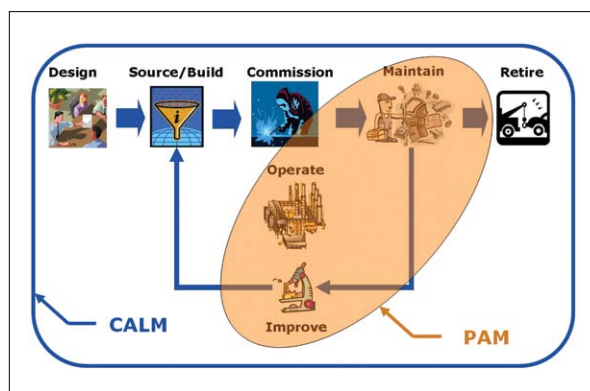 Design
Source/Build
Commission
Maintain
Retire
i
Operate
Improve
CALM
PAM